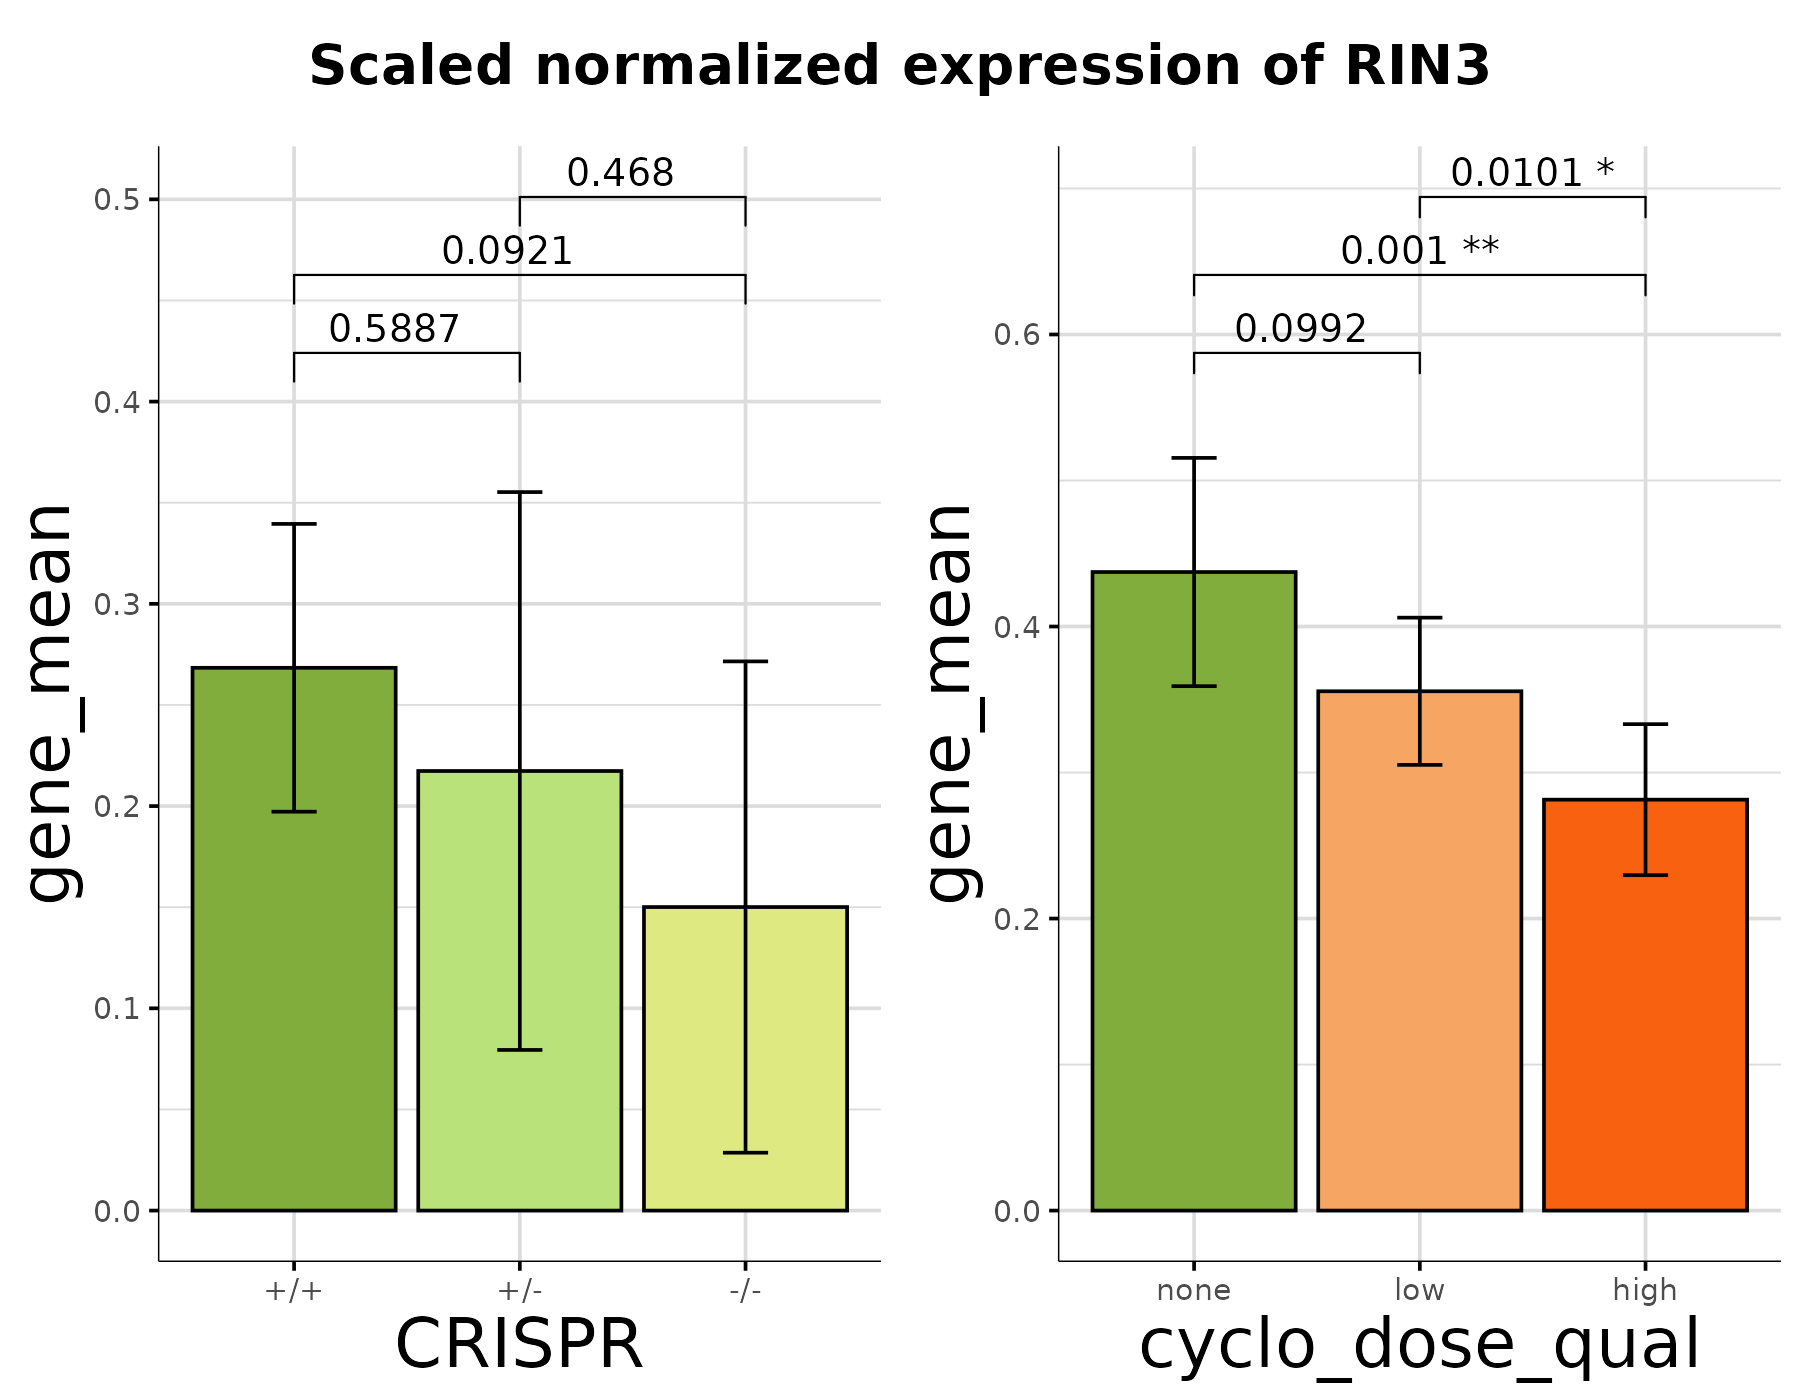 Scaled normalized expression of RIN3
gene_mean
0.5
0.4
0.3
0.2
0.1
0.0
0.468
0.0921
0.5887
+/+
+/-
-/-
CRISPR
gene_mean
0.6
0.4
0.2
0.0
0.0101 *
0.001 **
0.0992
none
low
high
cyclo_dose_qual